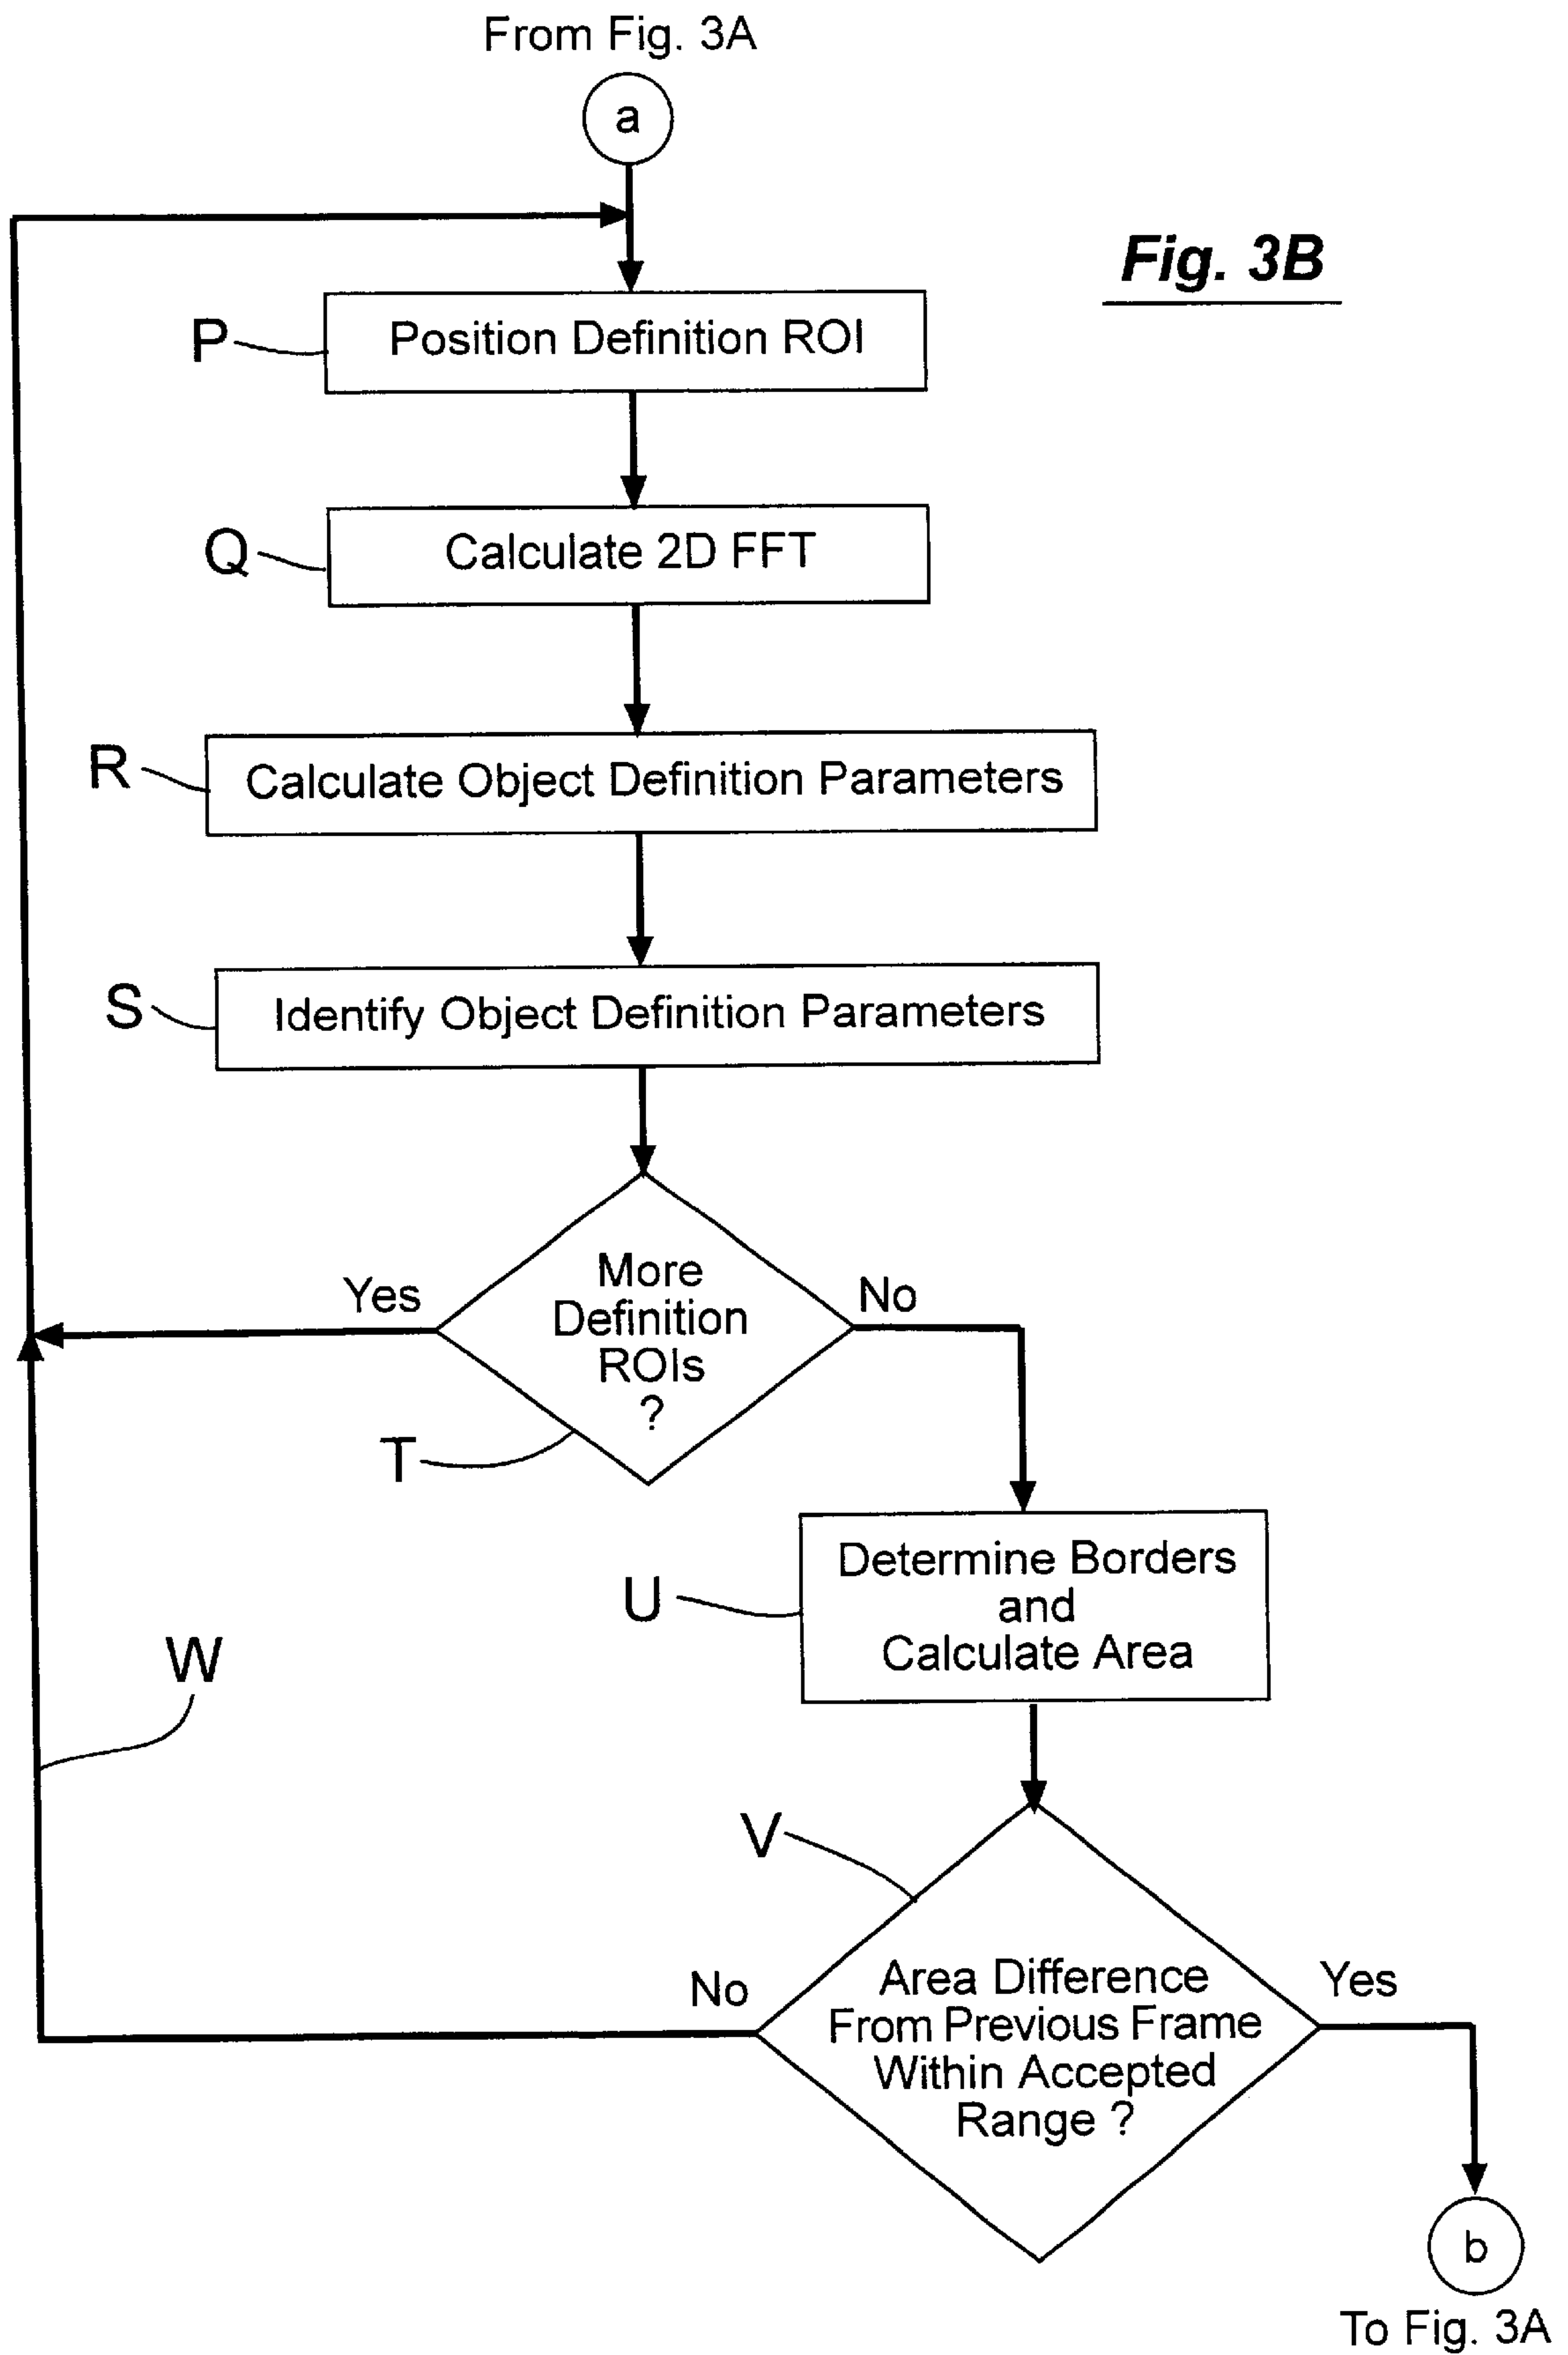 From Fig. 3A
a
Fig. 3B
P
Position Definition ROI
Q
Calculate 2D FFT
R
Calculate Object Definition Parameters
S
Identify Object Definition Parameters
Yes
More
Definition
ROIs
?
No
T
U
Determine Borders
and
Calculate Area
W
V
No
Area Difference
From Previous Frame
Within Accepted
Range ?
Yes
b
To Fig. 3A